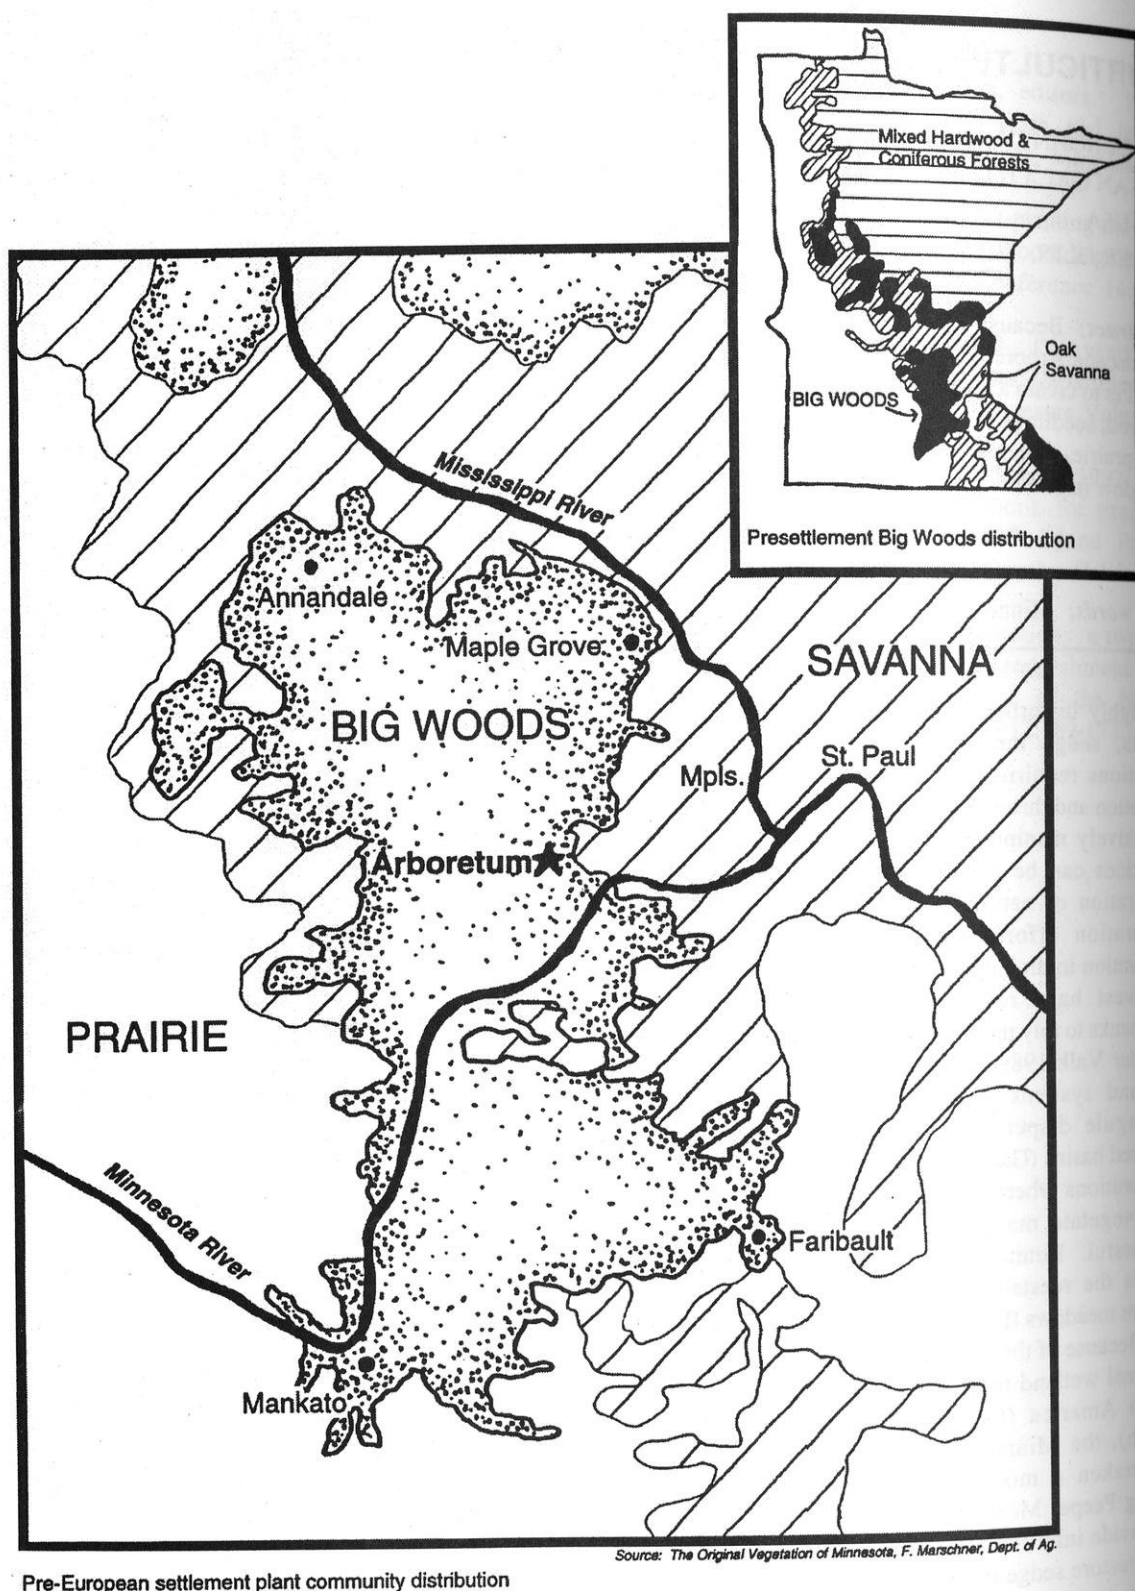 Mixed Hardwood &
Coniferous Forests
Oak
Savanna
BIG WOODS
Presettlement Big Woods distribution
Mississippi River
Annandale
Maple Grove
SAVANNA
BIG WOODS
Mpls.
St. Paul
Arboretum
PRAIRIE
Minnesota River
Faribault
Mankato
Source: The Original Vegetation of Minnesota, F. Marschner, Dept. of Ag.
Pre-European settlement plant community distribution